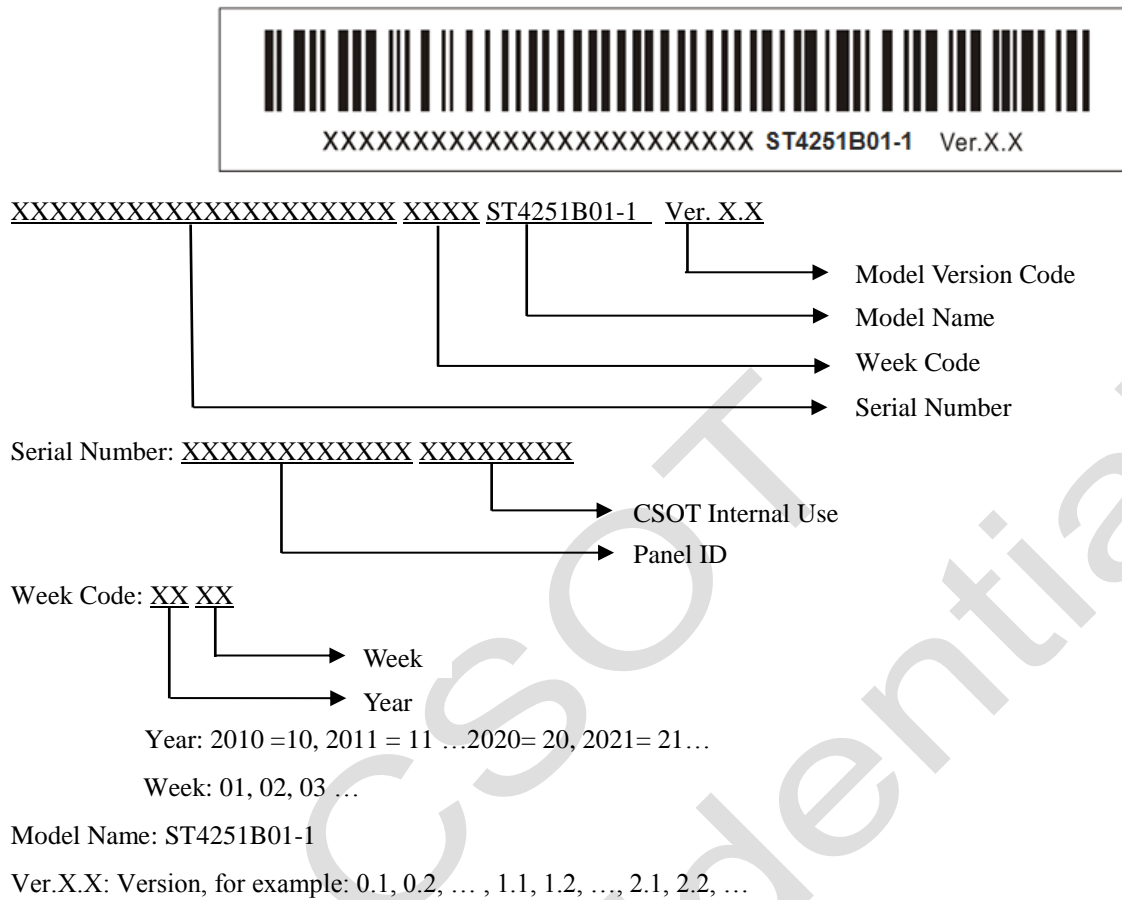 XXXXXXXXXXXXXXXXXXXXXXXX ST4251B01-1 Ver.X.X
XXXXXXXXXXXXXXXXXXXX XXXX ST4251B01-1 Ver. X.X
Model Version Code
Model Name
Week Code
Serial Number
Serial Number: XXXXXXXXXXXX XXXXXXXX
CSOT Internal Use
Panel ID
Week Code: XX XX
Week
Year
Year: 2010 =10, 2011 = 11 …2020= 20, 2021= 21…
Week: 01, 02, 03 …
Model Name: ST4251B01-1
Ver.X.X: Version, for example: 0.1, 0.2, … , 1.1, 1.2, …, 2.1, 2.2, …
CSOT